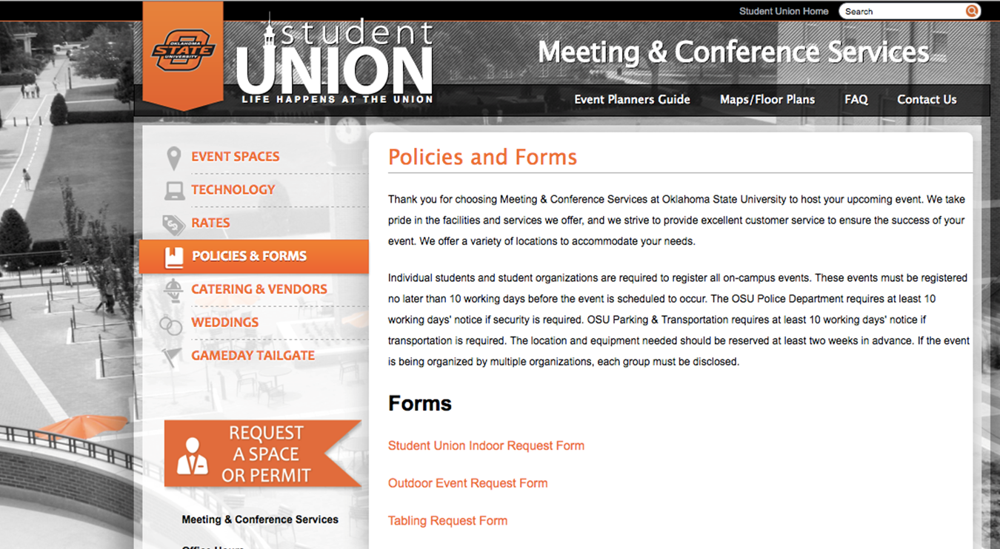 Student Union Home
Search
OKLAHOMA
STATE
UNIVERSITY
student
UNION
LIFE HAPPENS AT THE UNION
Meeting & Conference Services
Event Planners Guide
Maps/Floor Plans
FAQ
Contact Us
EVENT SPACES
TECHNOLOGY
RATES
POLICIES & FORMS
CATERING & VENDORS
WEDDINGS
GAMEDAY TAILGATE
REQUEST
A SPACE
OR PERMIT
Meeting & Conference Services
Office Hours
Policies and Forms
Thank you for choosing Meeting & Conference Services at Oklahoma State University to host your upcoming event. We take
pride in the facilities and services we offer, and we strive to provide excellent customer service to ensure the success of your
event. We offer a variety of locations to accommodate your needs.
Individual students and student organizations are required to register all on-campus events. These events must be registered
no later than 10 working days before the event is scheduled to occur. The OSU Police Department requires at least 10
working days' notice if security is required. OSU Parking & Transportation requires at least 10 working days' notice if
transportation is required. The location and equipment needed should be reserved at least two weeks in advance. If the event
is being organized by multiple organizations, each group must be disclosed.
Forms
Student Union Indoor Request Form
Outdoor Event Request Form
Tabling Request Form